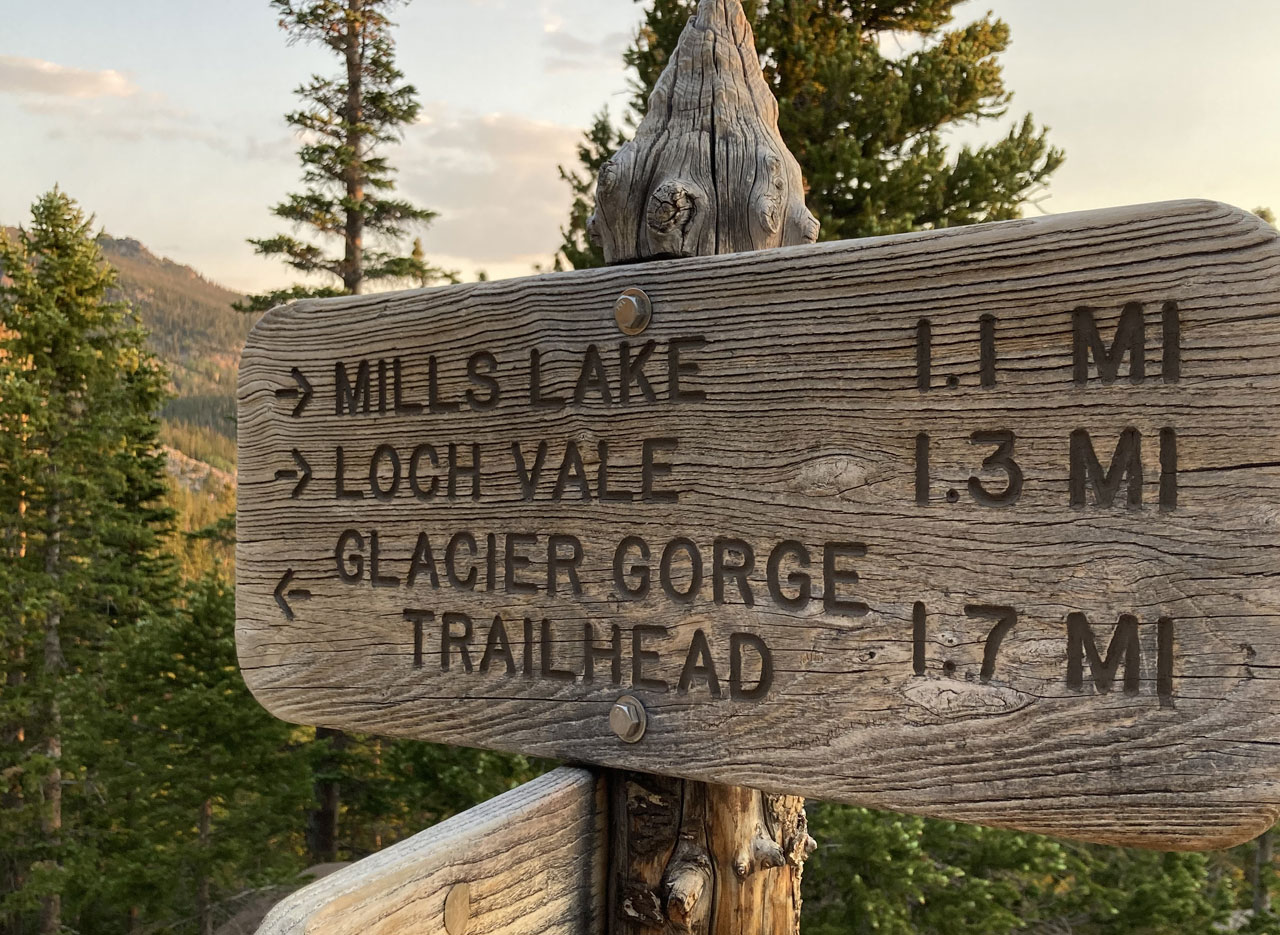 → MILLS LAKE 1.1 MI
→ LOCH VALE 1.3 MI
← GLACIER GORGE
TRAILHEAD 1.7 MI